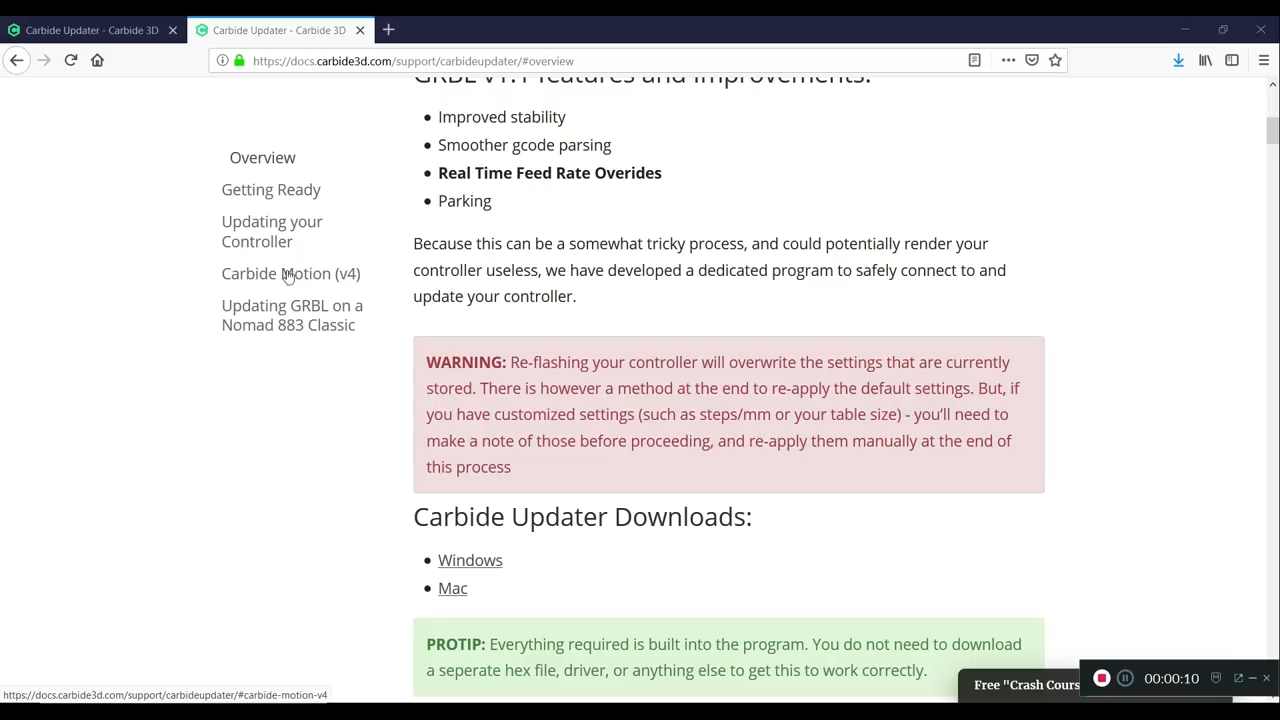 Carbide Updater - Carbide 3D
Carbide Updater - Carbide 3D
https://docs.carbide3d.com/support/carbideupdater/#overview
GRBL v1.1 Features and Improvements:
Improved stability
Smoother gcode parsing
Real Time Feed Rate Overides
Parking
Overview
Getting Ready
Updating your
Controller
Carbide Motion (v4)
Updating GRBL on a
Nomad 883 Classic
Because this can be a somewhat tricky process, and could potentially render your
controller useless, we have developed a dedicated program to safely connect to and
update your controller.
WARNING: Re-flashing your controller will overwrite the settings that are currently
stored. There is however a method at the end to re-apply the default settings. But, if
you have customized settings (such as steps/mm or your table size) - you'll need to
make a note of those before proceeding, and re-apply them manually at the end of
this process
Carbide Updater Downloads:
Windows
Mac
PROTIP: Everything required is built into the program. You do not need to download
a seperate hex file, driver, or anything else to get this to work correctly.
Free "Crash Cours
00:00:10
https://docs.carbide3d.com/support/carbideupdater/#carbide-motion-v4